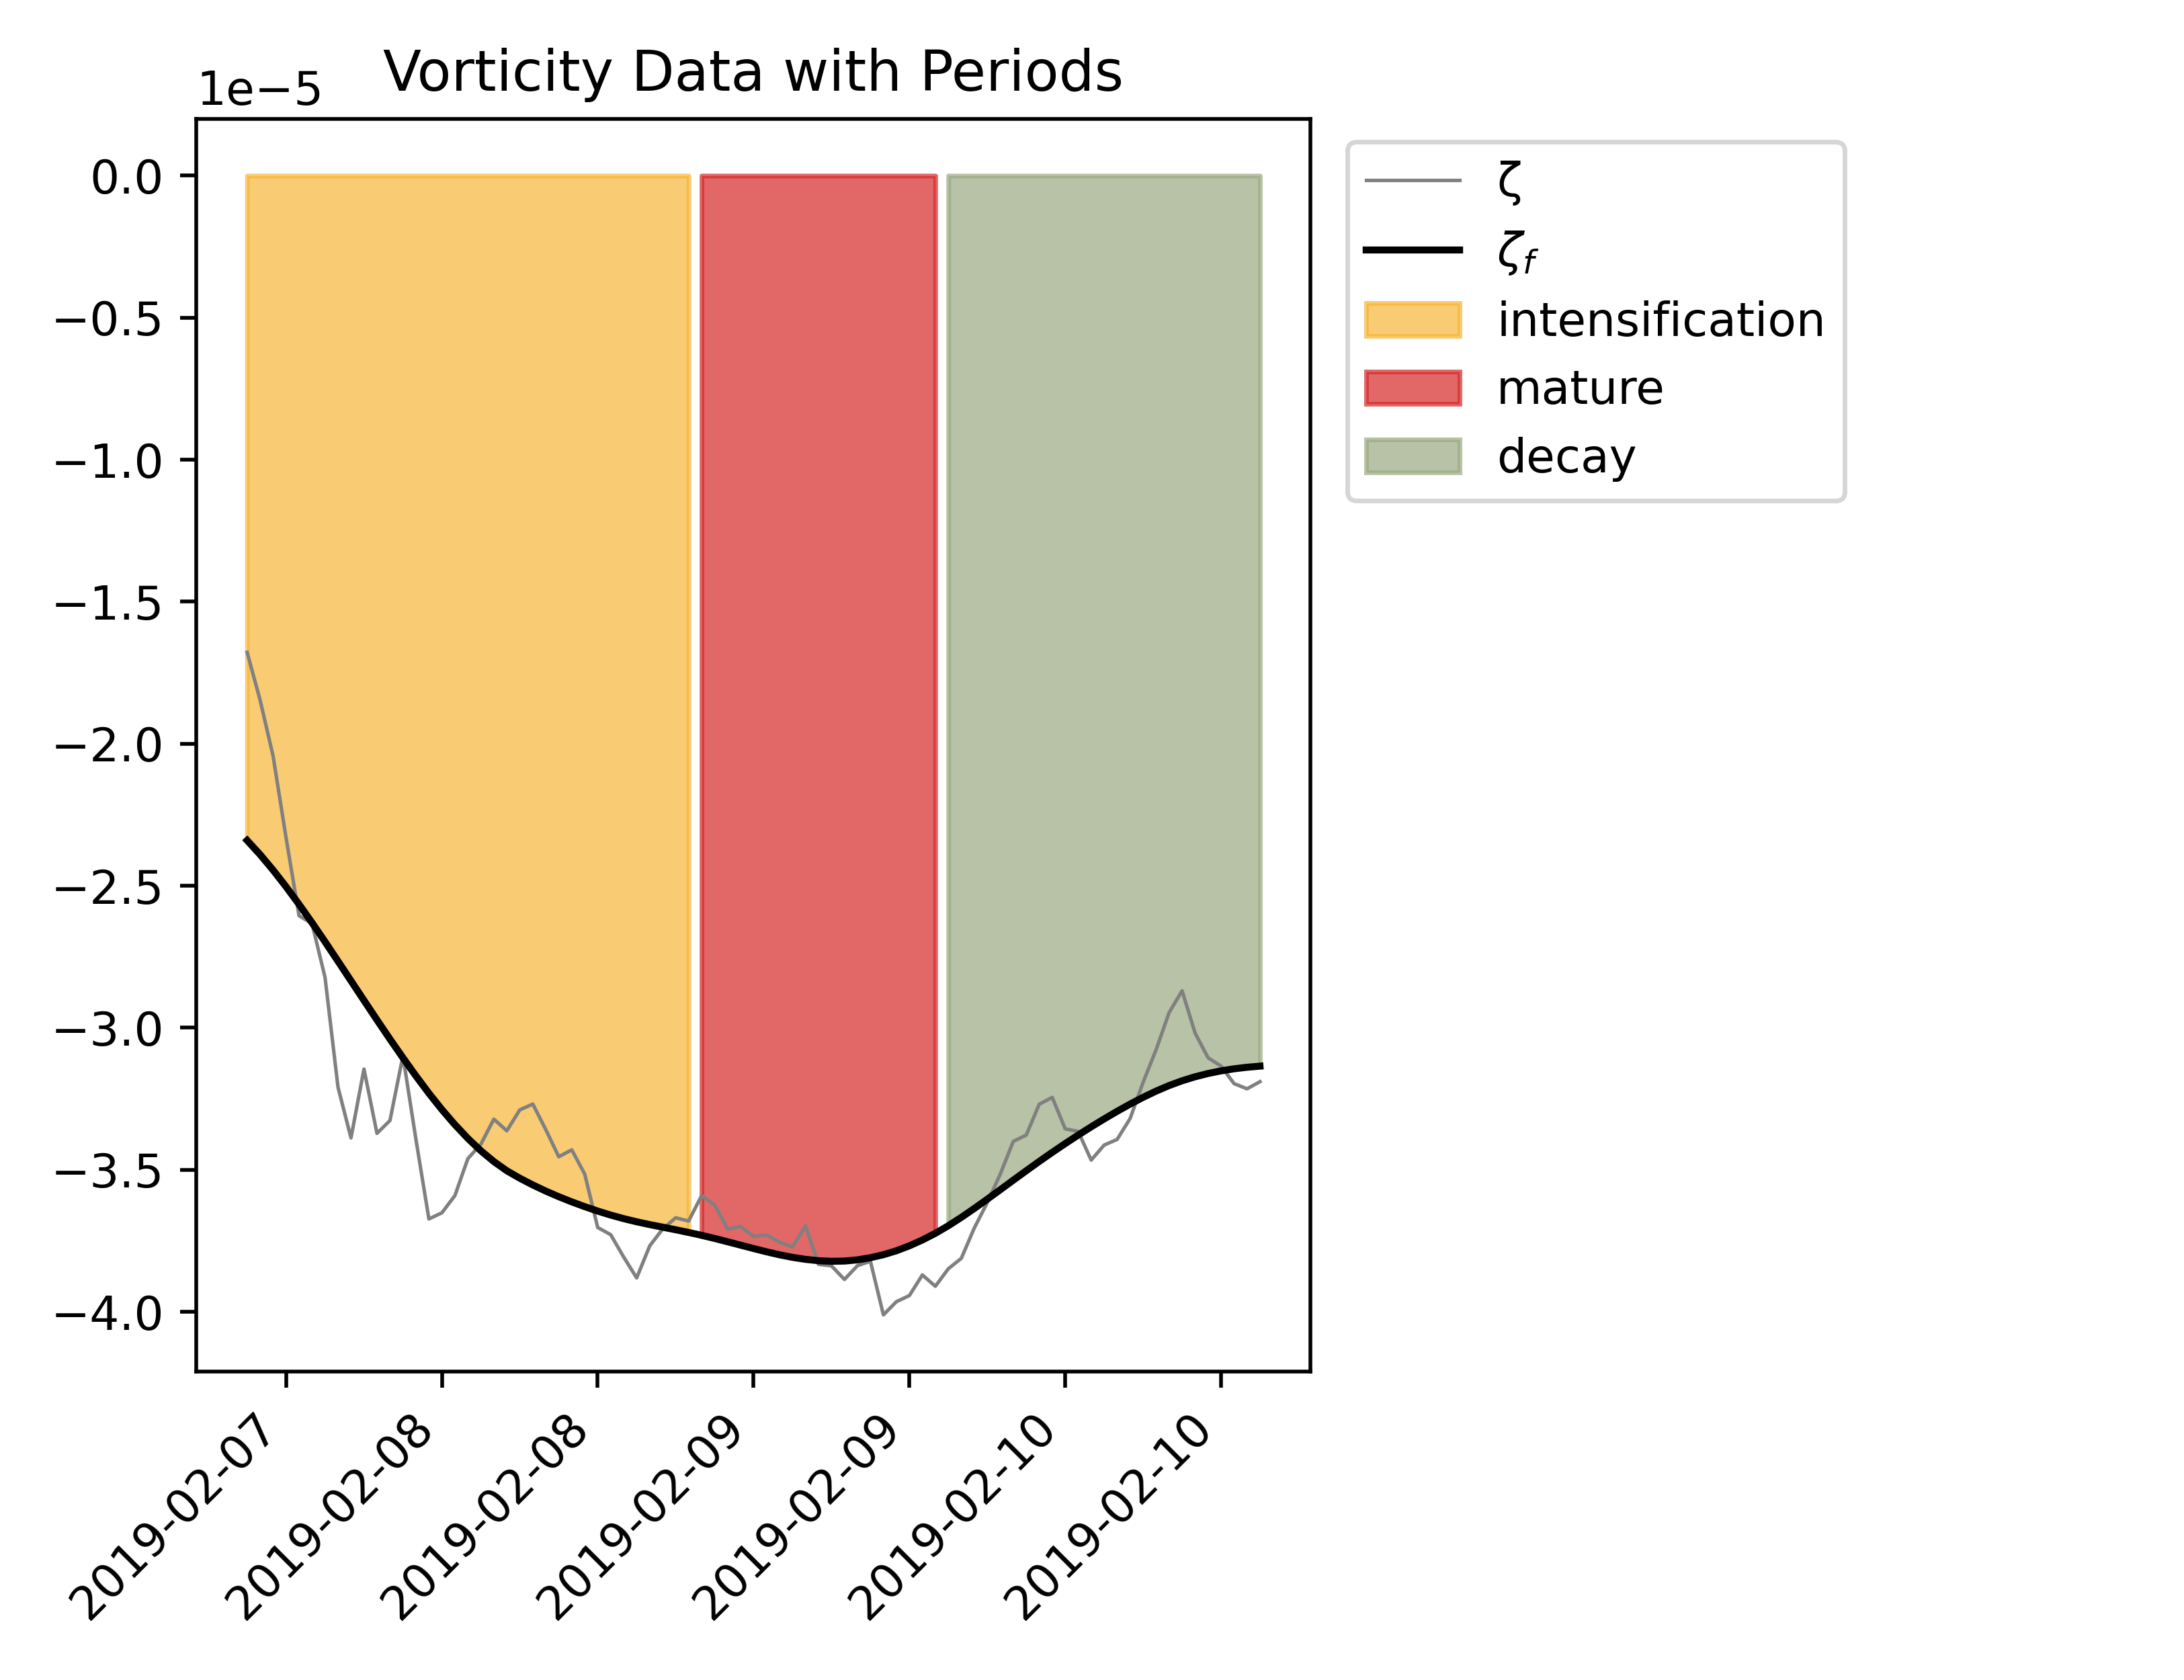 Vorticity Data with Periods
1e−5
0.0
−0.5
−1.0
−1.5
−2.0
−2.5
−3.0
−3.5
−4.0
2019-02-07
2019-02-08
2019-02-08
2019-02-09
2019-02-09
2019-02-10
2019-02-10
ζ
ζf
intensification
mature
decay